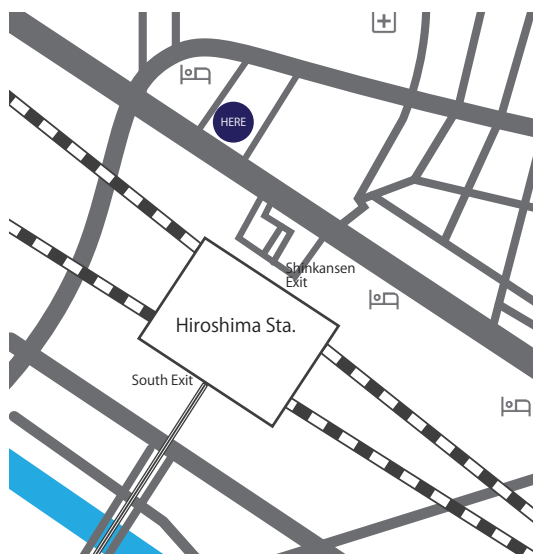 HERE
Shinkansen
Exit
Hiroshima Sta.
South Exit